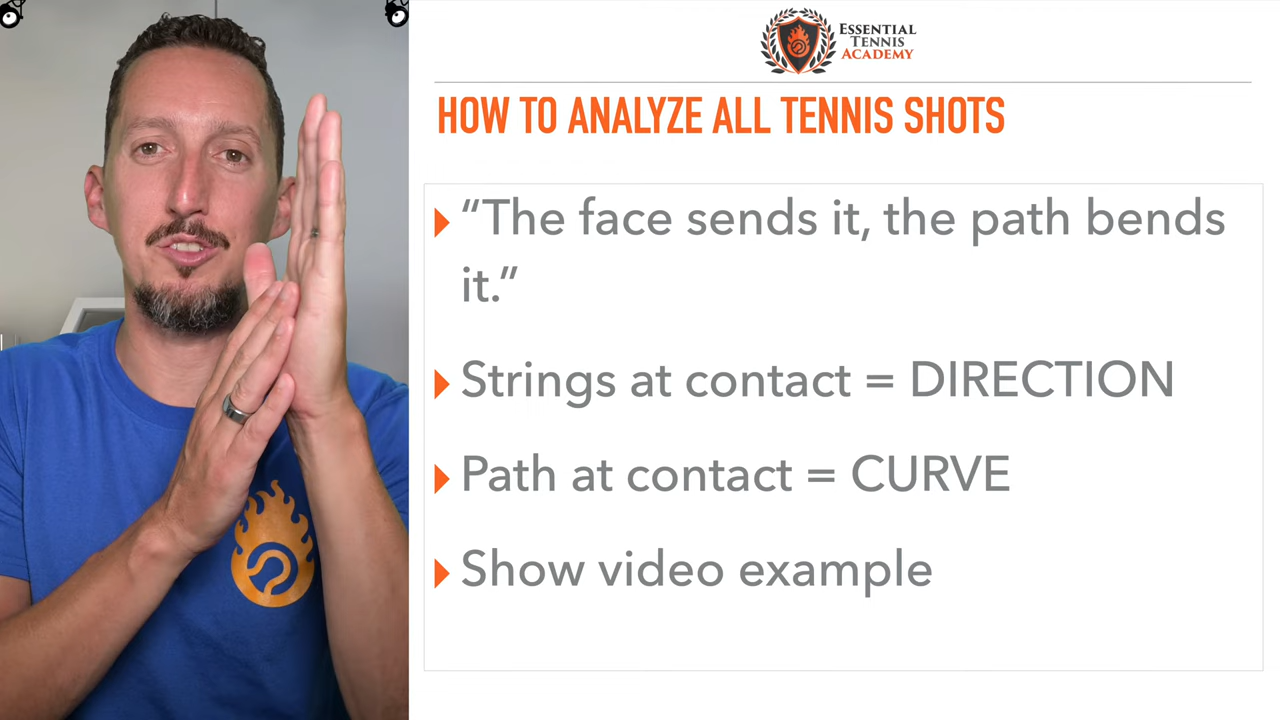 ESSENTIAL
TENNIS
ACADEMY
HOW TO ANALYZE ALL TENNIS SHOTS
“The face sends it, the path bends
it.”
Strings at contact = DIRECTION
Path at contact = CURVE
Show video example